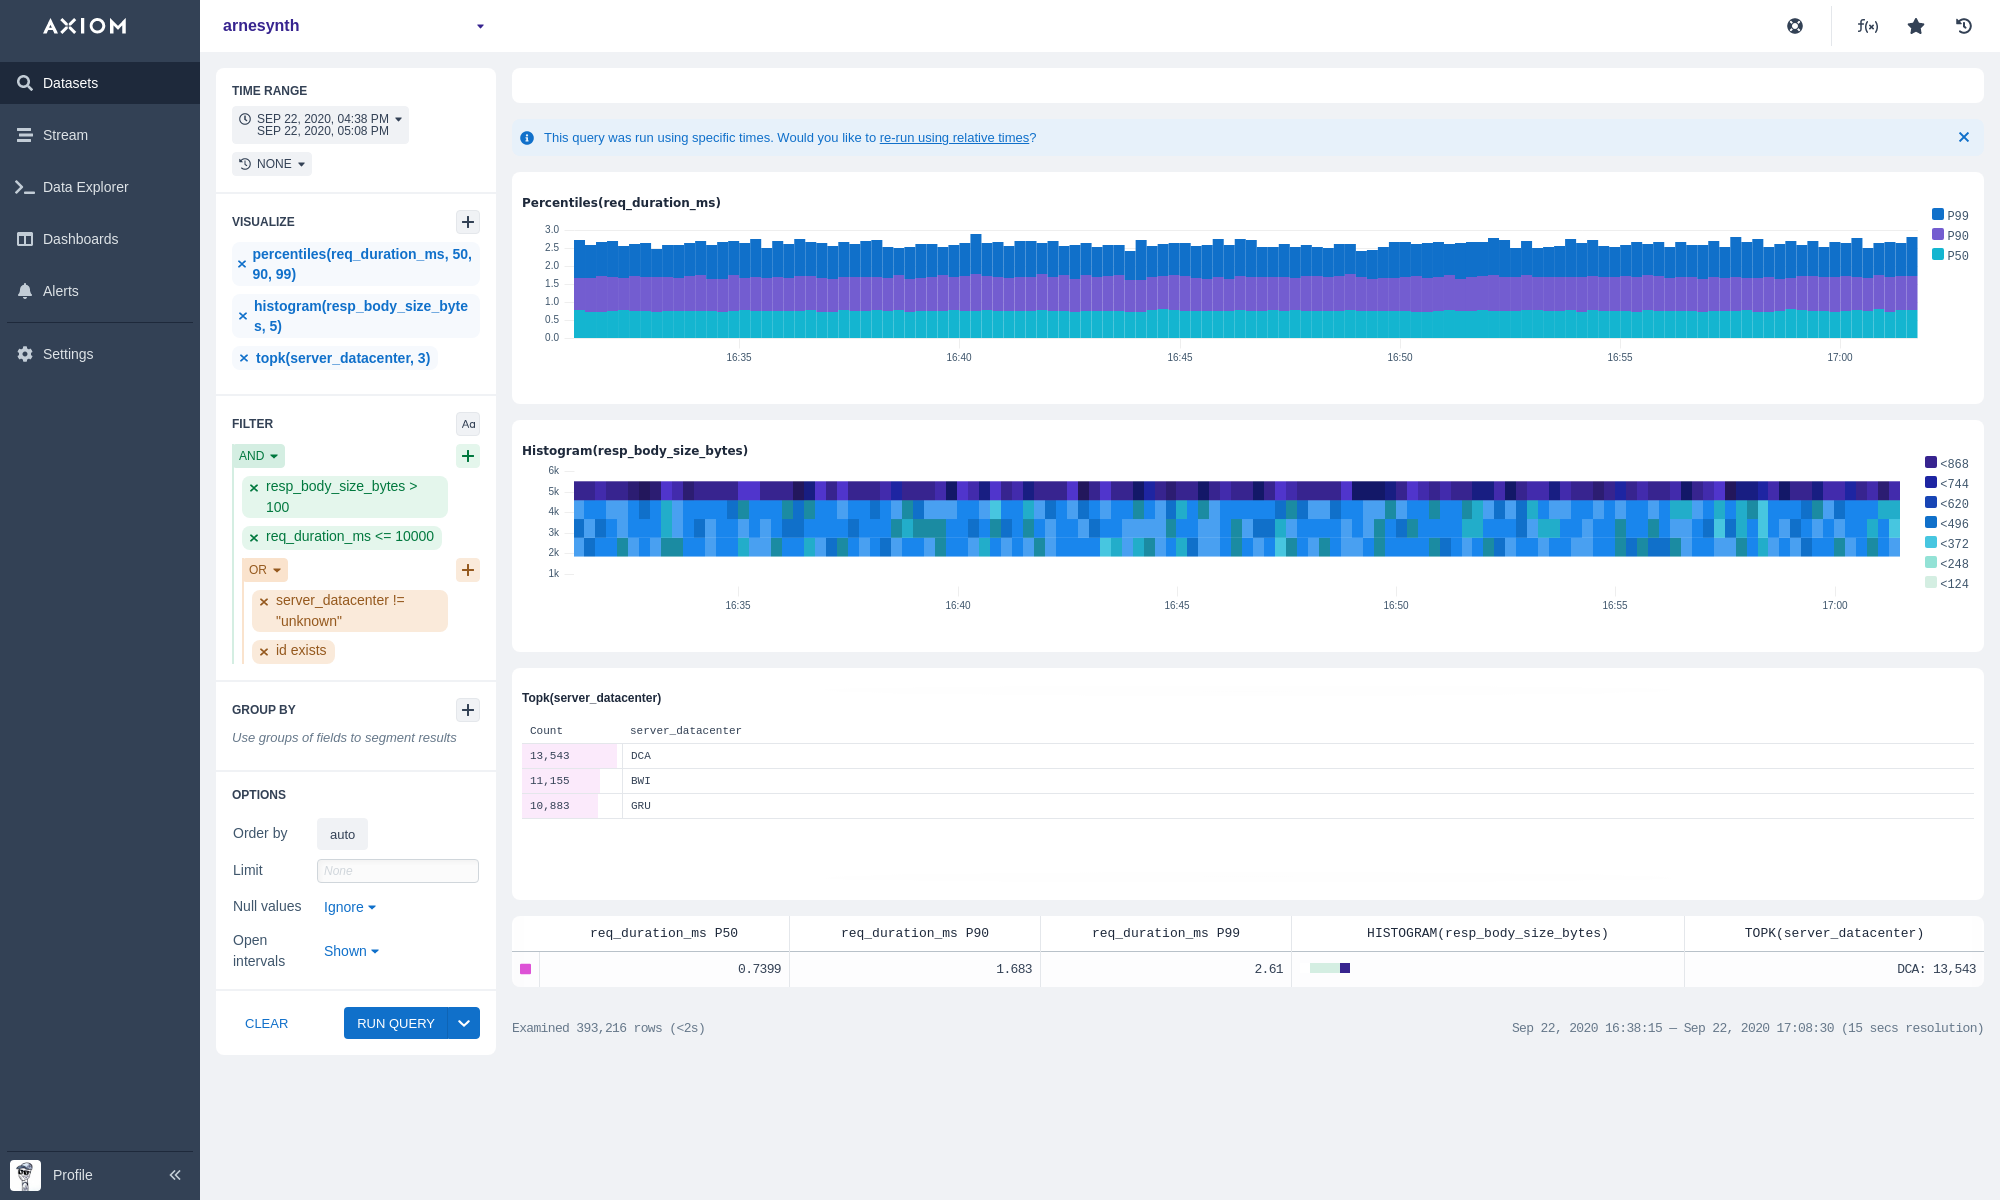 AXIOM
arnesynth
f(x)
Datasets
Stream
Data Explorer
Dashboards
Alerts
Settings
Profile
TIME RANGE
SEP 22, 2020, 04:38 PM
SEP 22, 2020, 05:08 PM
NONE
VISUALIZE
percentiles(req_duration_ms, 50,
90, 99)
histogram(resp_body_size_byte
s, 5)
topk(server_datacenter, 3)
FILTER
Aa
AND
resp_body_size_bytes >
100
req_duration_ms <= 10000
OR
server_datacenter !=
"unknown"
id exists
GROUP BY
Use groups of fields to segment results
OPTIONS
Order by
auto
Limit
None
Null values
Ignore
Open
intervals
Shown
CLEAR
RUN QUERY
This query was run using specific times. Would you like to re-run using relative times?
Percentiles(req_duration_ms)
3.0
2.5
2.0
1.5
1.0
0.5
0.0
16:35
16:40
16:45
16:50
16:55
17:00
P99
P90
P50
Histogram(resp_body_size_bytes)
6k
5k
4k
3k
2k
1k
16:35
16:40
16:45
16:50
16:55
17:00
<868
<744
<620
<496
<372
<248
<124
Topk(server_datacenter)
Count server_datacenter
13,543 DCA
11,155 BWI
10,883 GRU
req_duration_ms P50 req_duration_ms P90 req_duration_ms P99 HISTOGRAM(resp_body_size_bytes) TOPK(server_datacenter)
0.7399 1.683 2.61 DCA: 13,543
Examined 393,216 rows (<2s)
Sep 22, 2020 16:38:15 — Sep 22, 2020 17:08:30 (15 secs resolution)